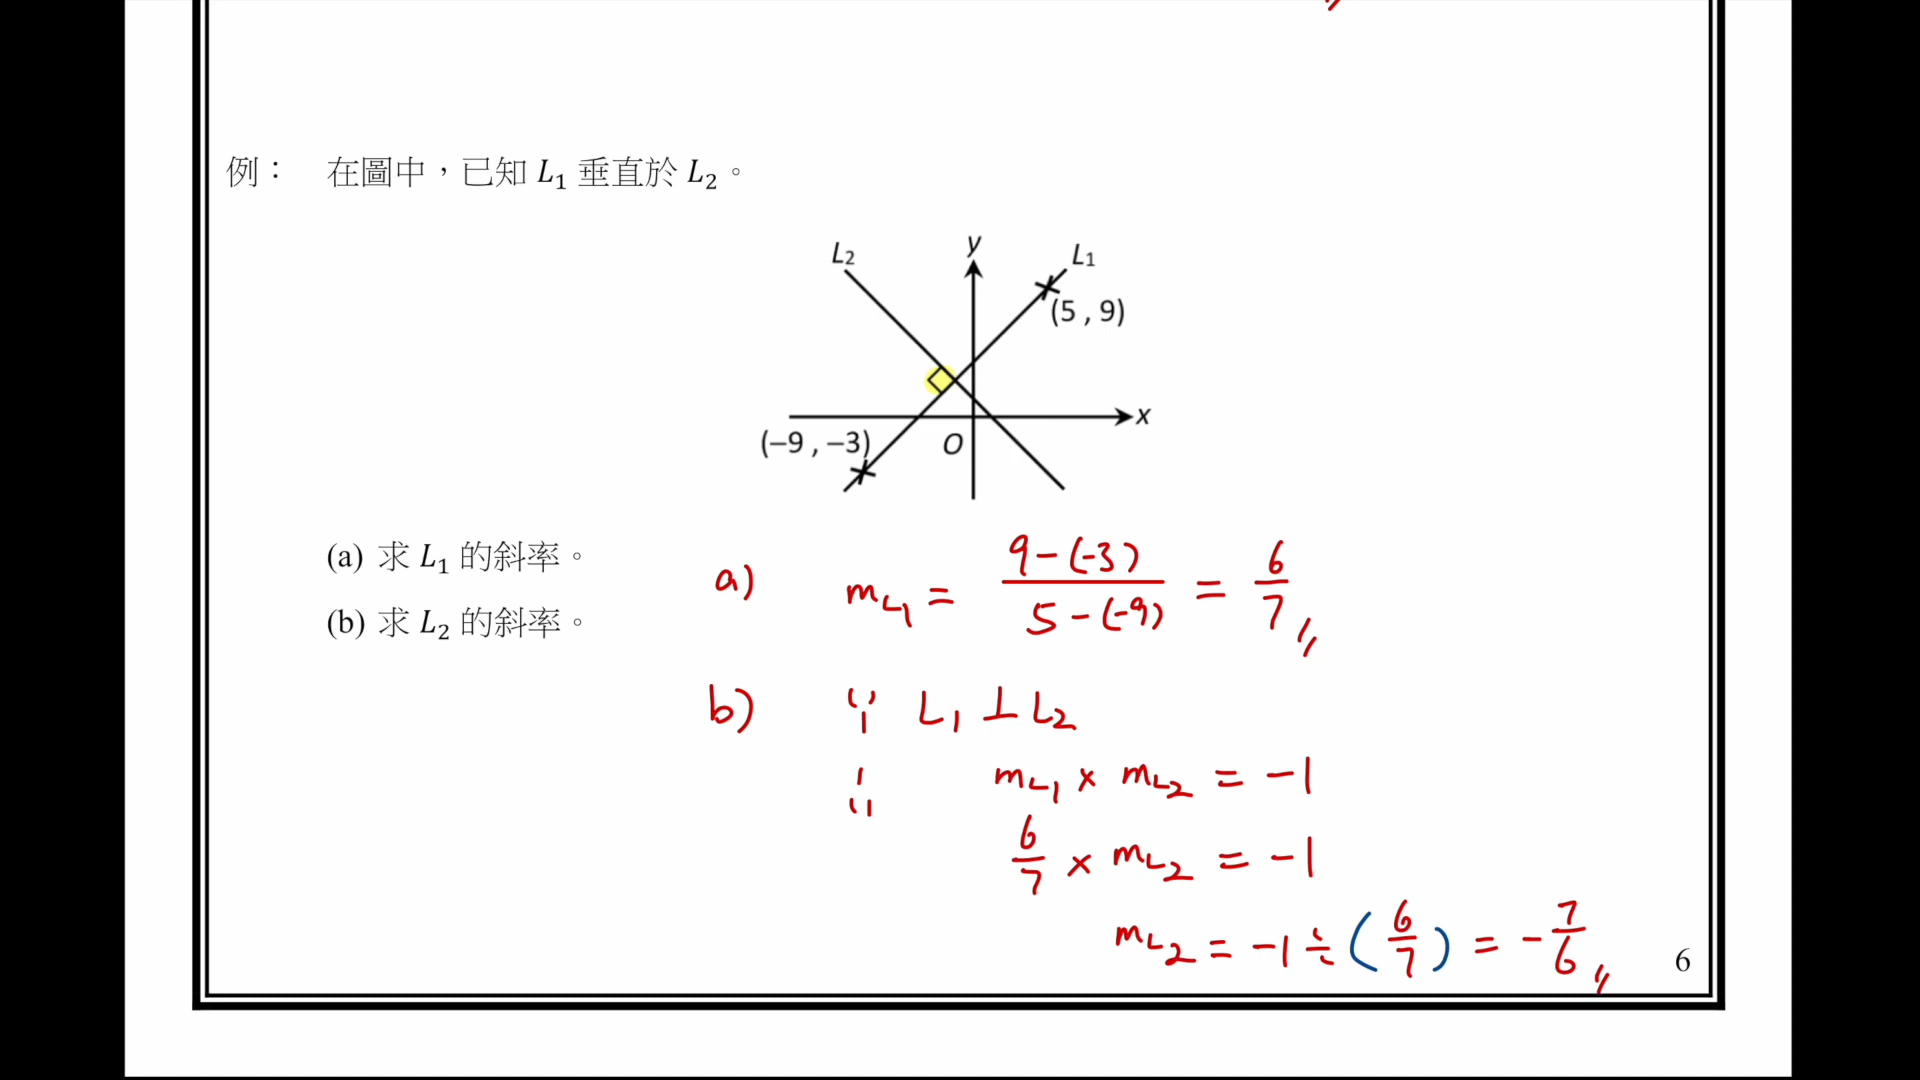 例： 在圖中，已知 L₁ 垂直於 L₂。
L₂
y
L₁
(5 , 9)
x
(−9 , −3)
O
(a) 求 L₁ 的斜率。
(b) 求 L₂ 的斜率。
a) m_L₁ = (9-(-3))/(5-(-9)) = 6/7 〃
b) ∵ L₁ ⊥ L₂
∴ m_L₁ × m_L₂ = -1
6/7 × m_L₂ = -1
m_L₂ = -1 ÷ (6/7) = -7/6 〃
6